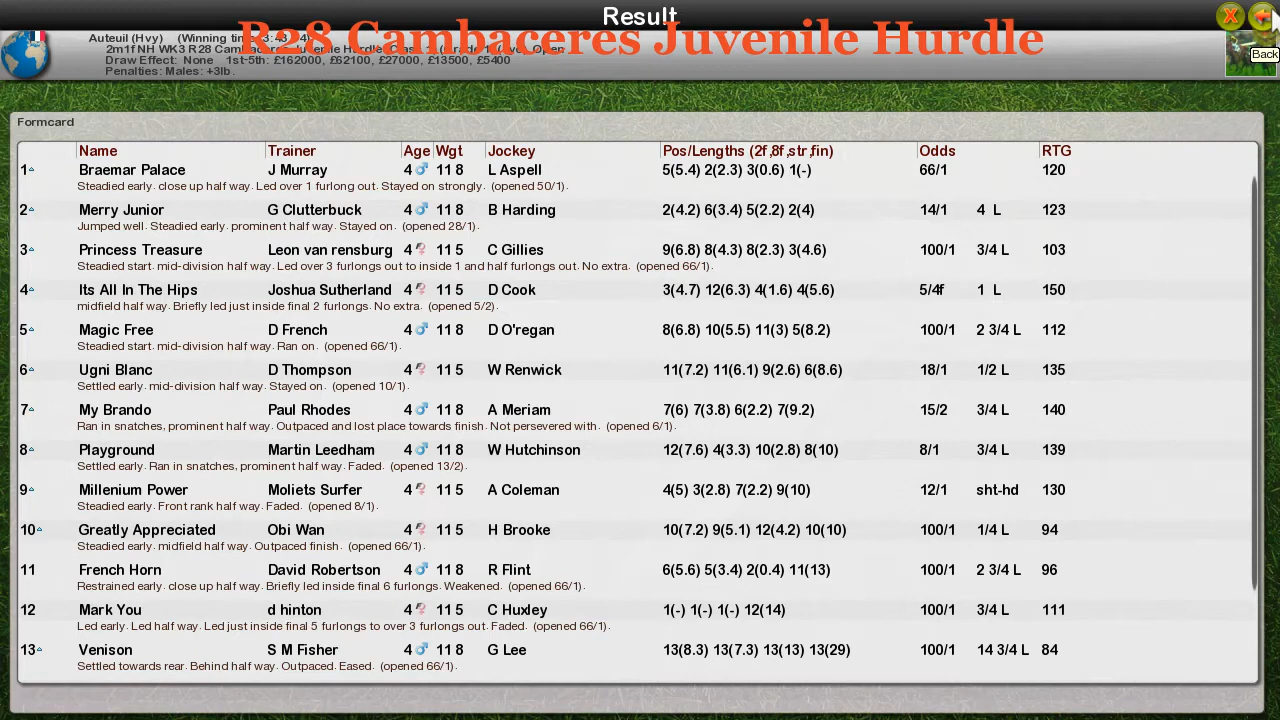 Result
R28 Cambaceres Juvenile Hurdle
Auteuil (Hvy) (Winning time
2m1f NH WK3 R28
Draw Effect: None 1st-5th: £162000, £62100, £27000, £13500, £5400
Penalties: Males: +3lb.
Back
Formcard
Name Trainer Age Wgt Jockey Pos/Lengths (2f,8f,str,fin) Odds RTG
1 Braemar Palace J Murray 4 11 8 L Aspell 5(5.4) 2(2.3) 3(0.6) 1(-) 66/1 120
Steadied early. close up half way. Led over 1 furlong out. Stayed on strongly. (opened 50/1).
2 Merry Junior G Clutterbuck 4 11 8 B Harding 2(4.2) 6(3.4) 5(2.2) 2(4) 14/1 4 L 123
Jumped well. Steadied early. prominent half way. Stayed on. (opened 28/1).
3 Princess Treasure Leon van rensburg 4 11 5 C Gillies 9(6.8) 8(4.3) 8(2.3) 3(4.6) 100/1 3/4 L 103
Steadied start. mid-division half way. Led over 3 furlongs out to inside 1 and half furlongs out. No extra. (opened 66/1).
4 Its All In The Hips Joshua Sutherland 4 11 5 D Cook 3(4.7) 12(6.3) 4(1.6) 4(5.6) 5/4f 1 L 150
midfield half way. Briefly led just inside final 2 furlongs. No extra. (opened 5/2).
5 Magic Free D French 4 11 8 D O'regan 8(6.8) 10(5.5) 11(3) 5(8.2) 100/1 2 3/4 L 112
Steadied start. mid-division half way. Ran on. (opened 66/1).
6 Ugni Blanc D Thompson 4 11 5 W Renwick 11(7.2) 11(6.1) 9(2.6) 6(8.6) 18/1 1/2 L 135
Settled early. mid-division half way. Stayed on. (opened 10/1).
7 My Brando Paul Rhodes 4 11 8 A Meriam 7(6) 7(3.8) 6(2.2) 7(9.2) 15/2 3/4 L 140
Ran in snatches, prominent half way. Outpaced and lost place towards finish. Not persevered with. (opened 6/1).
8 Playground Martin Leedham 4 11 8 W Hutchinson 12(7.6) 4(3.3) 10(2.8) 8(10) 8/1 3/4 L 139
Settled early. Ran in snatches, prominent half way. Faded. (opened 13/2).
9 Millenium Power Moliets Surfer 4 11 5 A Coleman 4(5) 3(2.8) 7(2.2) 9(10) 12/1 sht-hd 130
Steadied early. Front rank half way. Faded. (opened 8/1).
10 Greatly Appreciated Obi Wan 4 11 5 H Brooke 10(7.2) 9(5.1) 12(4.2) 10(10) 100/1 1/4 L 94
Steadied early. midfield half way. Outpaced finish. (opened 66/1).
11 French Horn David Robertson 4 11 8 R Flint 6(5.6) 5(3.4) 2(0.4) 11(13) 100/1 2 3/4 L 96
Restrained early. close up half way. Briefly led inside final 6 furlongs. Weakened. (opened 66/1).
12 Mark You d hinton 4 11 5 C Huxley 1(-) 1(-) 1(-) 12(14) 100/1 3/4 L 111
Led early. Led half way. Led just inside final 5 furlongs to over 3 furlongs out. Faded. (opened 66/1).
13 Venison S M Fisher 4 11 8 G Lee 13(8.3) 13(7.3) 13(13) 13(29) 100/1 14 3/4 L 84
Settled towards rear. Behind half way. Outpaced. Eased. (opened 66/1).